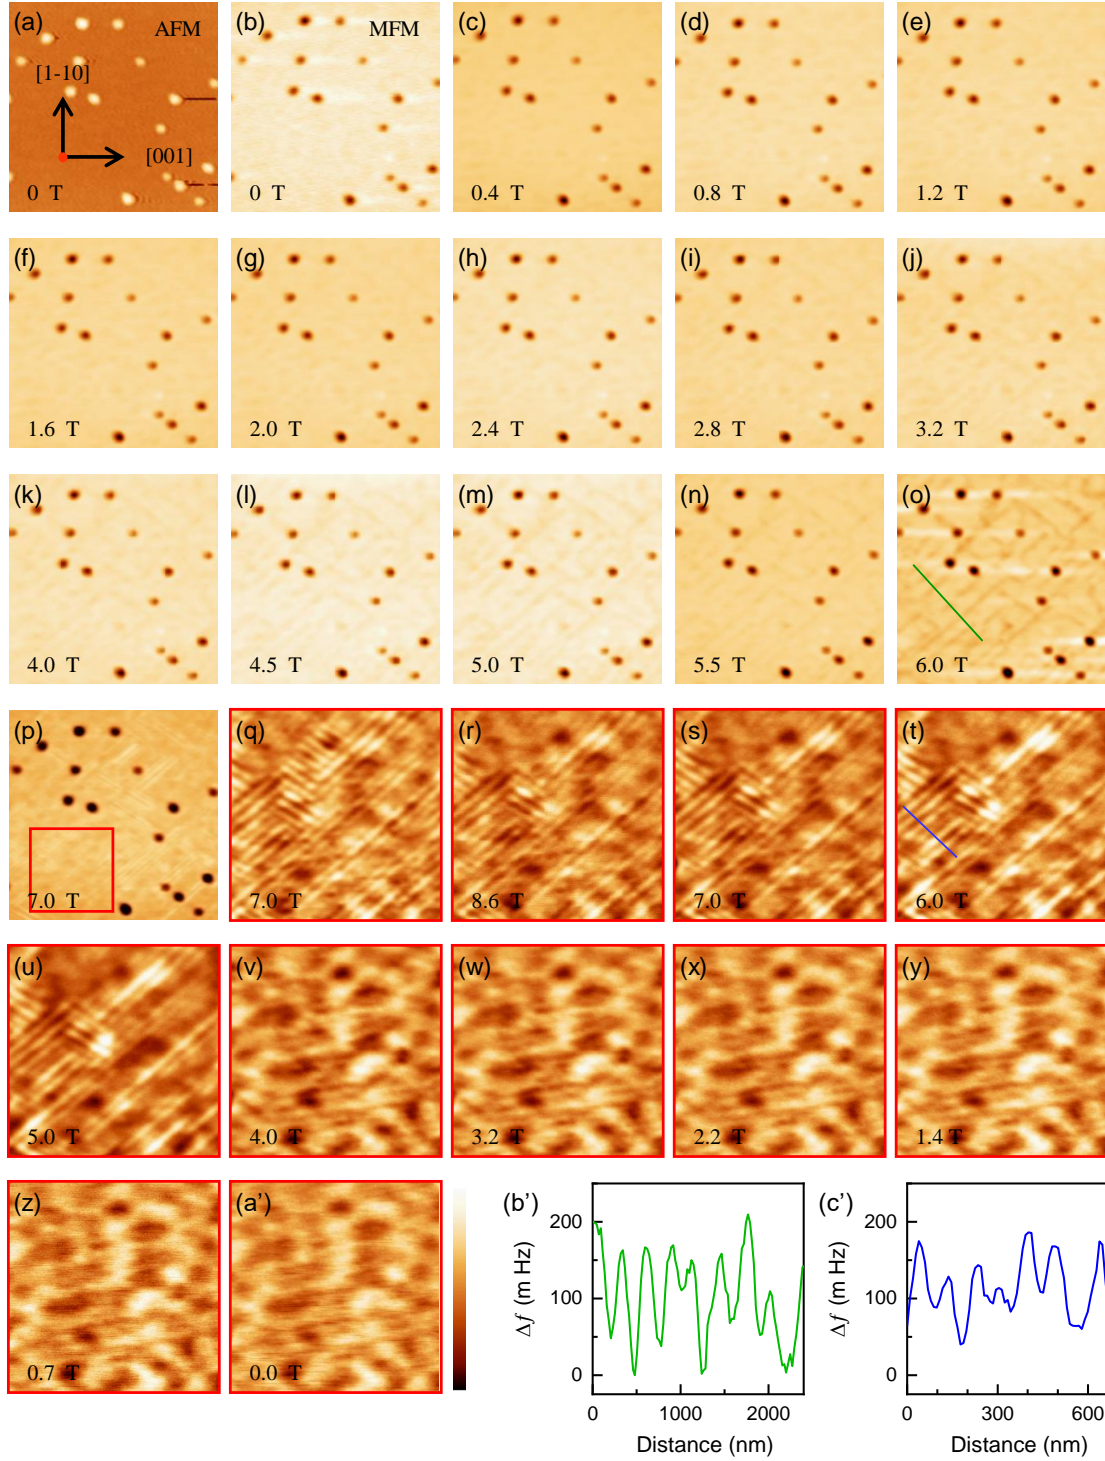 (a) AFM
[1-10]
[001]
0 T
(b) MFM
0 T
(c)
0.4 T
(d)
0.8 T
(e)
1.2 T
(f)
1.6 T
(g)
2.0 T
(h)
2.4 T
(i)
2.8 T
(j)
3.2 T
(k)
4.0 T
(l)
4.5 T
(m)
5.0 T
(n)
5.5 T
(o)
6.0 T
(p)
7.0 T
(q)
7.0 T
(r)
8.6 T
(s)
7.0 T
(t)
6.0 T
(u)
5.0 T
(v)
4.0 T
(w)
3.2 T
(x)
2.2 T
(y)
1.4 T
(z)
0.7 T
(a')
0.0 T
(b')
200
100
0
Δf (m Hz)
0 1000 2000
Distance (nm)
(c')
200
100
0
Δf (m Hz)
0 300 600
Distance (nm)